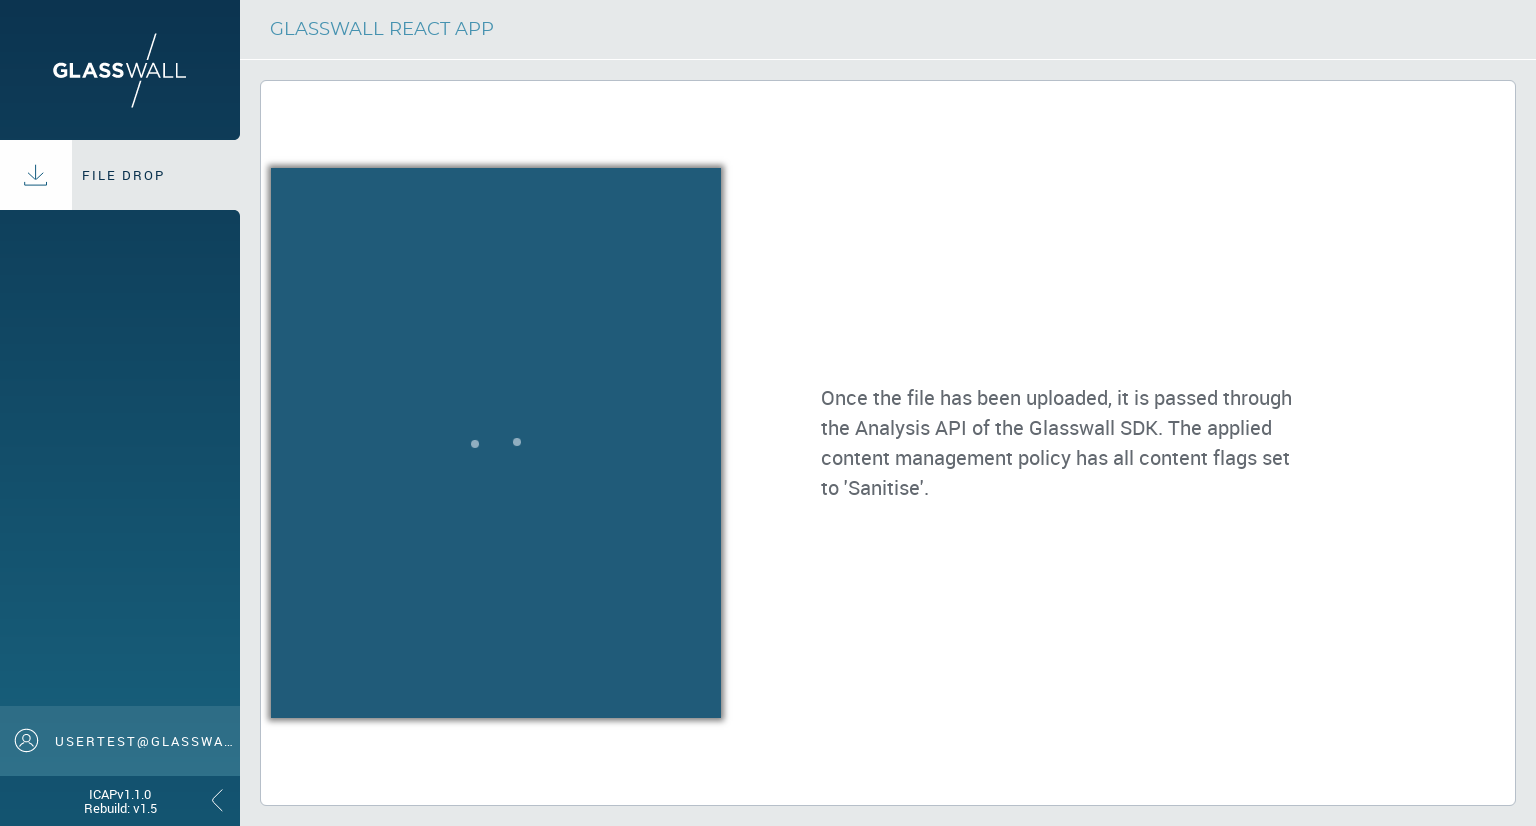 GLASSWALL
GLASSWALL REACT APP
FILE DROP
Once the file has been uploaded, it is passed through
the Analysis API of the Glasswall SDK. The applied
content management policy has all content flags set
to 'Sanitise'.
USERTEST@GLASSWA...
ICAPv1.1.0
Rebuild: v1.5